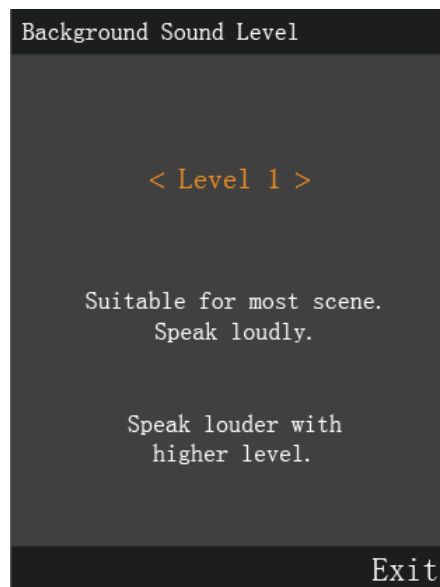 Background Sound Level
< Level 1 >
Suitable for most scene.
Speak loudly.
Speak louder with
higher level.
Exit